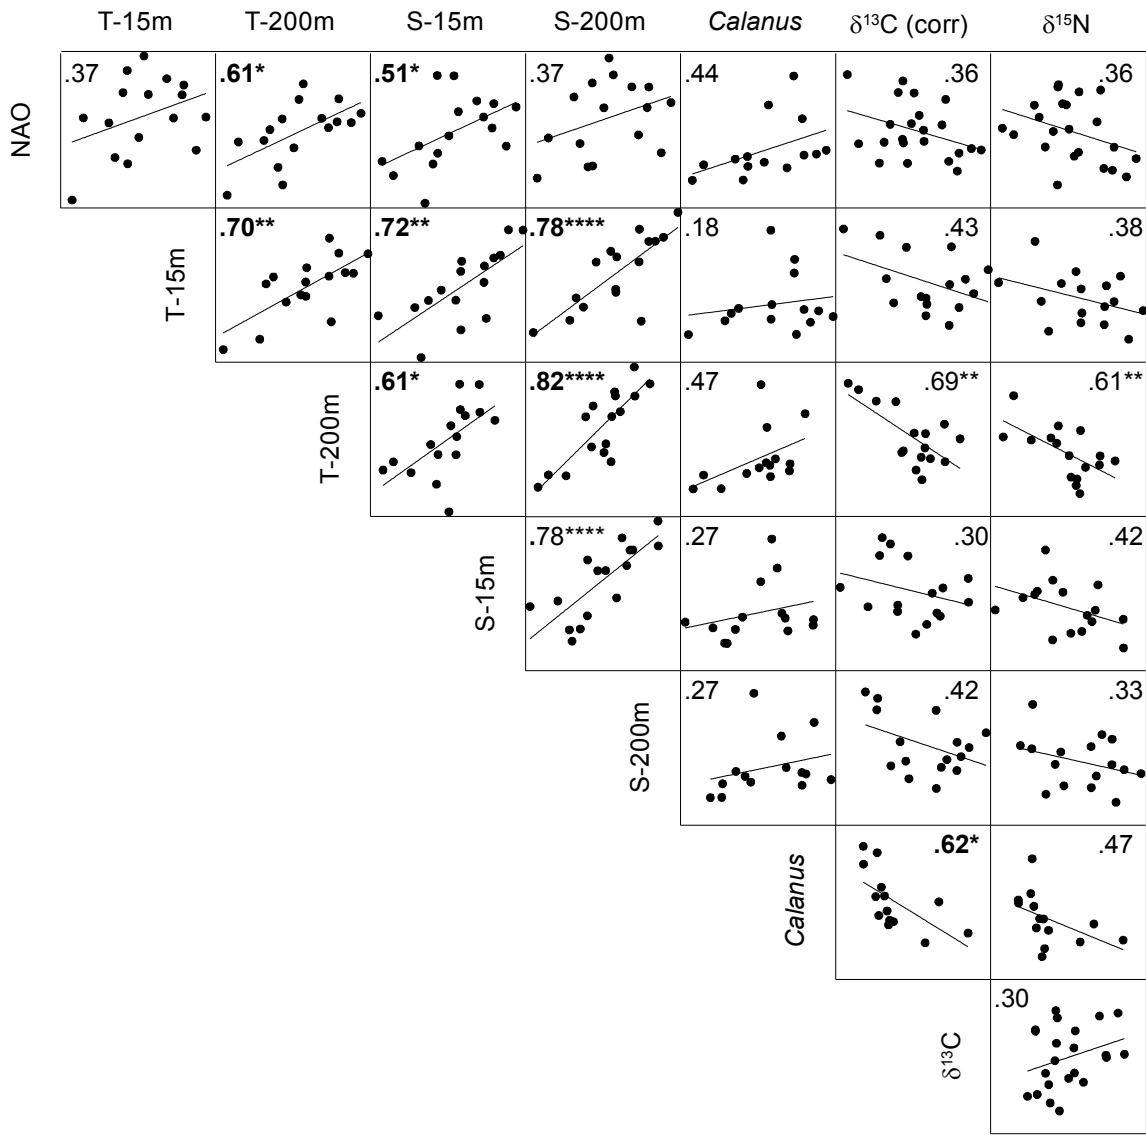 T-15m T-200m S-15m S-200m Calanus δ¹³C (corr) δ¹⁵N
NAO .37 .61* .51* .37 .44 .36 .36
T-15m .70** .72** .78**** .18 .43 .38
T-200m .61* .82**** .47 .69** .61**
S-15m .78**** .27 .30 .42
S-200m .27 .42 .33
Calanus .62* .47
δ¹³C .30